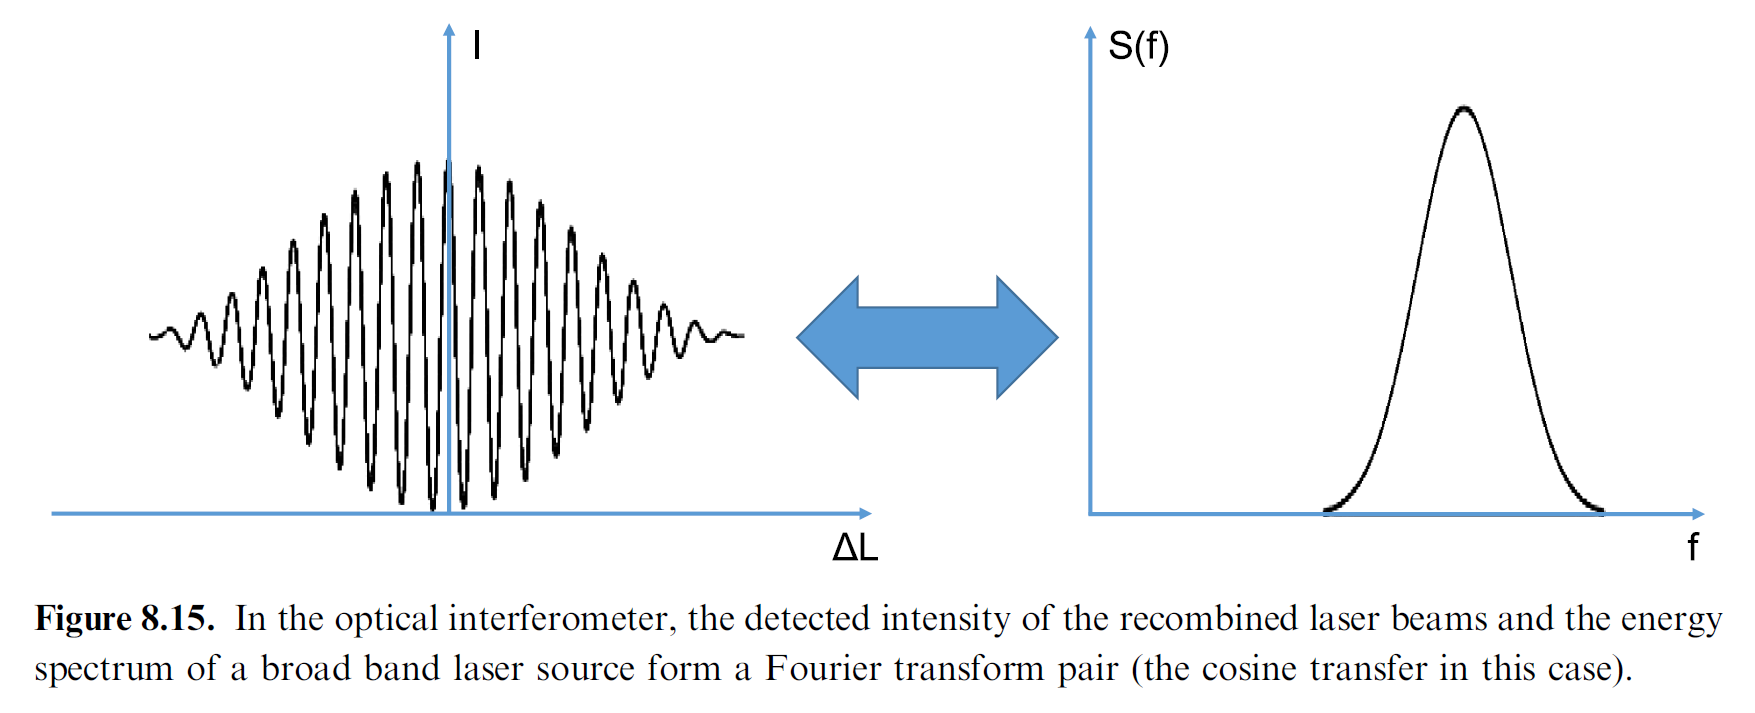 I
S(f)
ΔL
f
Figure 8.15. In the optical interferometer, the detected intensity of the recombined laser beams and the energy
spectrum of a broad band laser source form a Fourier transform pair (the cosine transfer in this case).